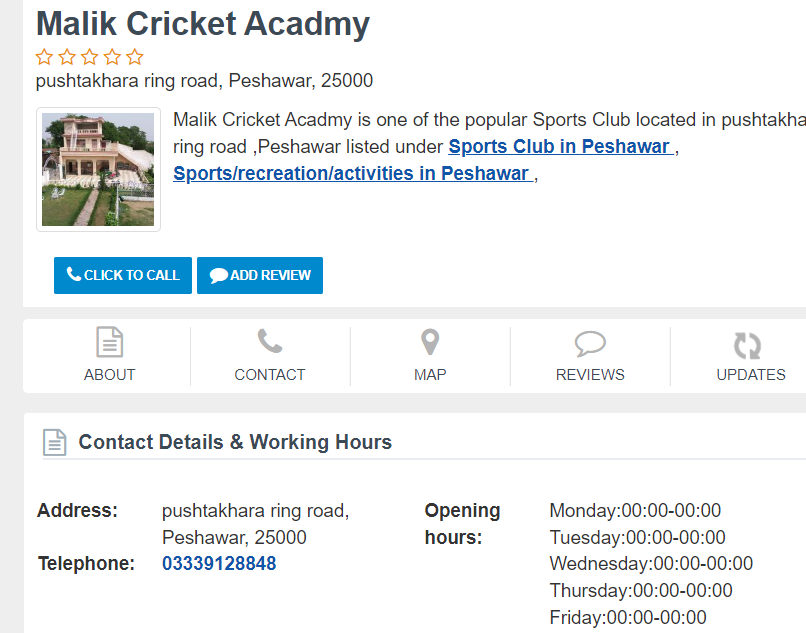 Malik Cricket Acadmy
pushtakhara ring road, Peshawar, 25000
Malik Cricket Acadmy is one of the popular Sports Club located in pushtakha
ring road ,Peshawar listed under Sports Club in Peshawar ,
Sports/recreation/activities in Peshawar ,
CLICK TO CALL
ADD REVIEW
ABOUT
CONTACT
MAP
REVIEWS
UPDATES
Contact Details & Working Hours
Address: pushtakhara ring road,
Peshawar, 25000
Telephone: 03339128848
Opening
hours:
Monday:00:00-00:00
Tuesday:00:00-00:00
Wednesday:00:00-00:00
Thursday:00:00-00:00
Friday:00:00-00:00